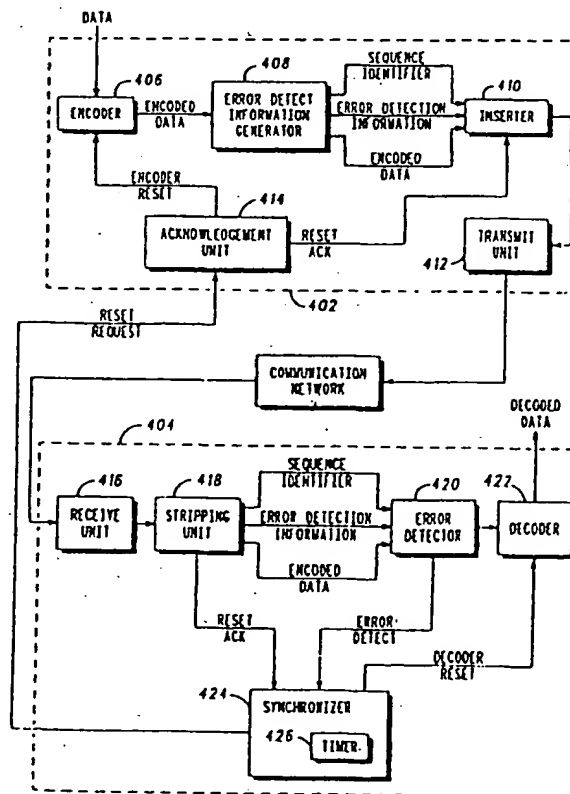 DATA
406
408
SEQUENCE
IDENTIFIER
410
ENCODER
ENCODED
DATA
ERROR DETECT
INFORMATION
GENERATOR
ERROR DETECTION
INFORMATION
INSERTER
ENCODED
DATA
ENCODER
RESET
414
ACKNOWLEDGEMENT
UNIT
RESET
ACK
TRANSMIT
UNIT
412
RESET
REQUEST
402
COMMUNICATION
NETWORK
DECODED
DATA
404
416
418
SEQUENCE
IDENTIFIER
420
422
RECEIVE
UNIT
STRIPPING
UNIT
ERROR DETECTION
INFORMATION
ERROR
DETECTOR
DECODER
ENCODED
DATA
RESET
ACK
ERROR
DETECT
DECODER
RESET
424
SYNCHRONIZER
426
TIMER